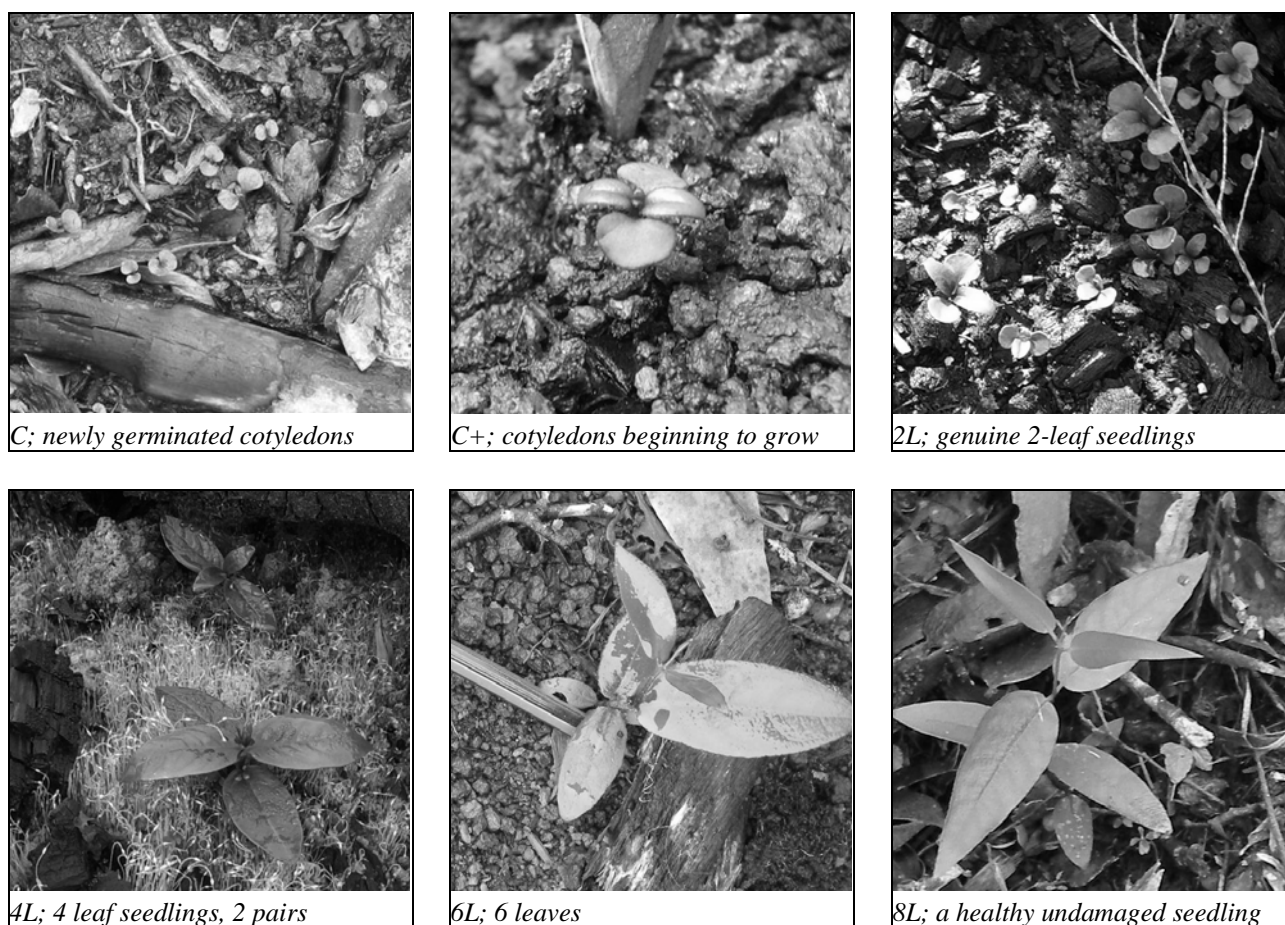 C; newly germinated cotyledons
C+; cotyledons beginning to grow
2L; genuine 2-leaf seedlings
4L; 4 leaf seedlings, 2 pairs
6L; 6 leaves
8L; a healthy undamaged seedling